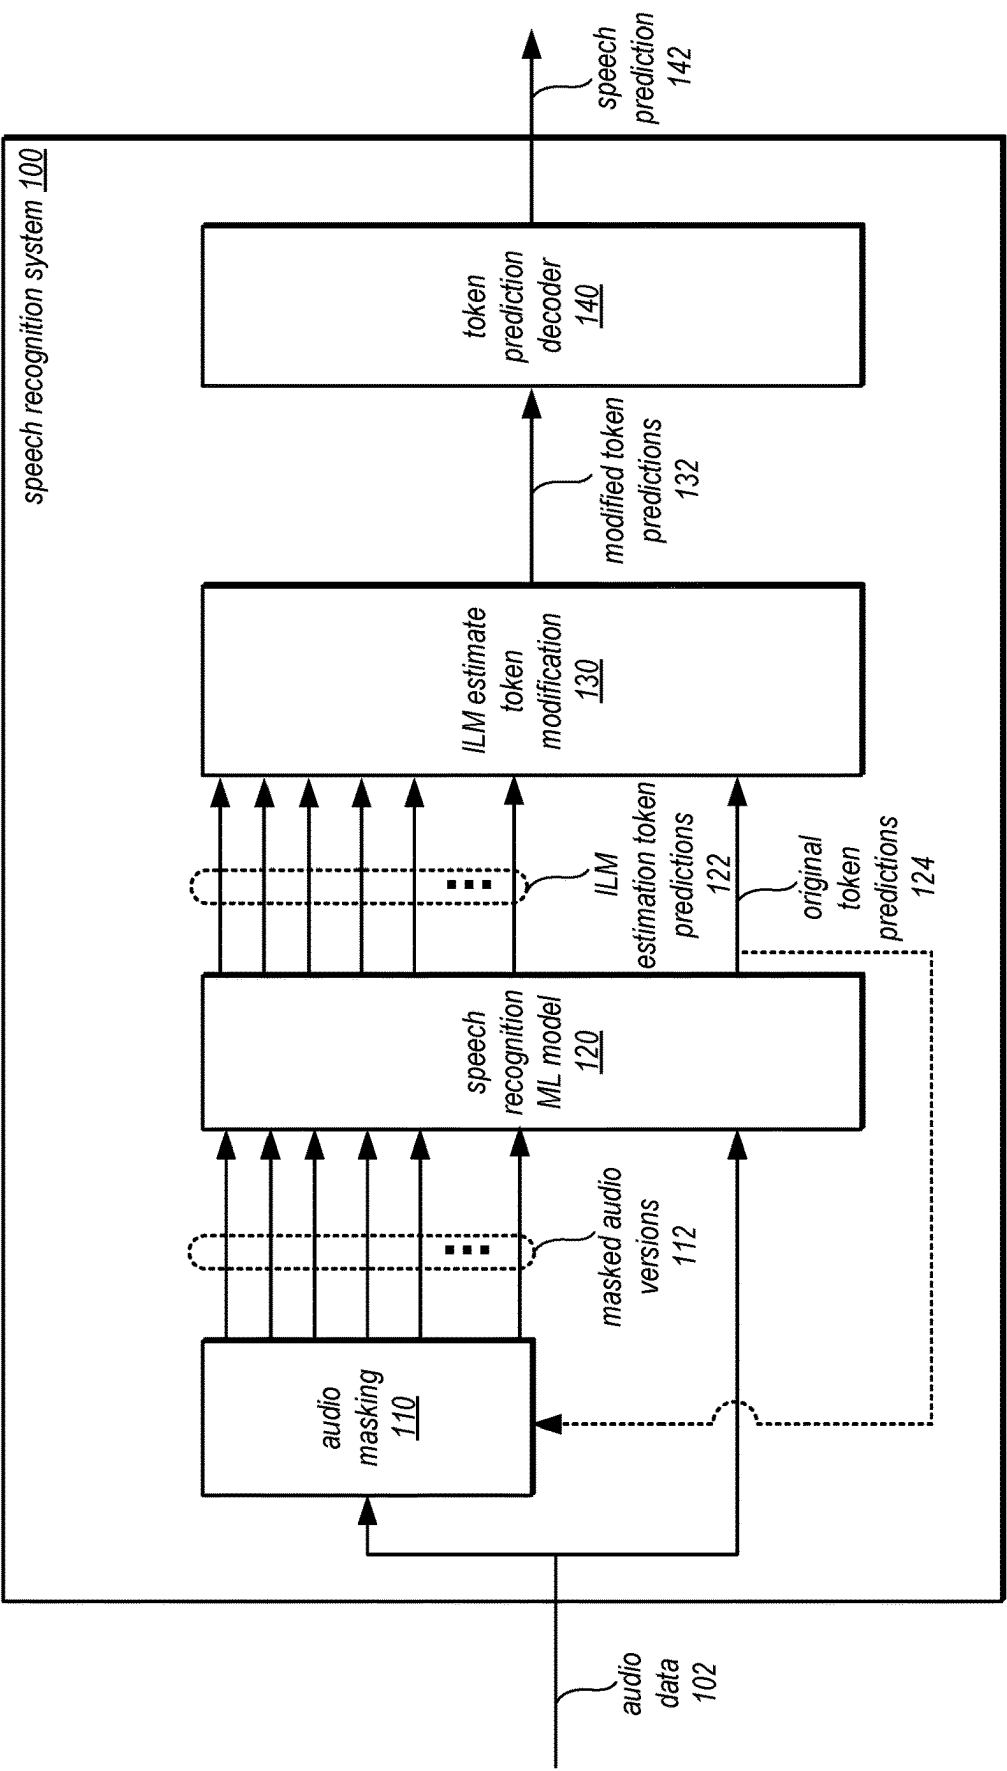 speech recognition system 100
audio
data
102
audio
masking
110
masked audio
versions
112
speech
recognition
ML model
120
ILM
estimation token
predictions
122
original
token
predictions
124
ILM estimate
token
modification
130
modified token
predictions
132
token
prediction
decoder
140
speech
prediction
142